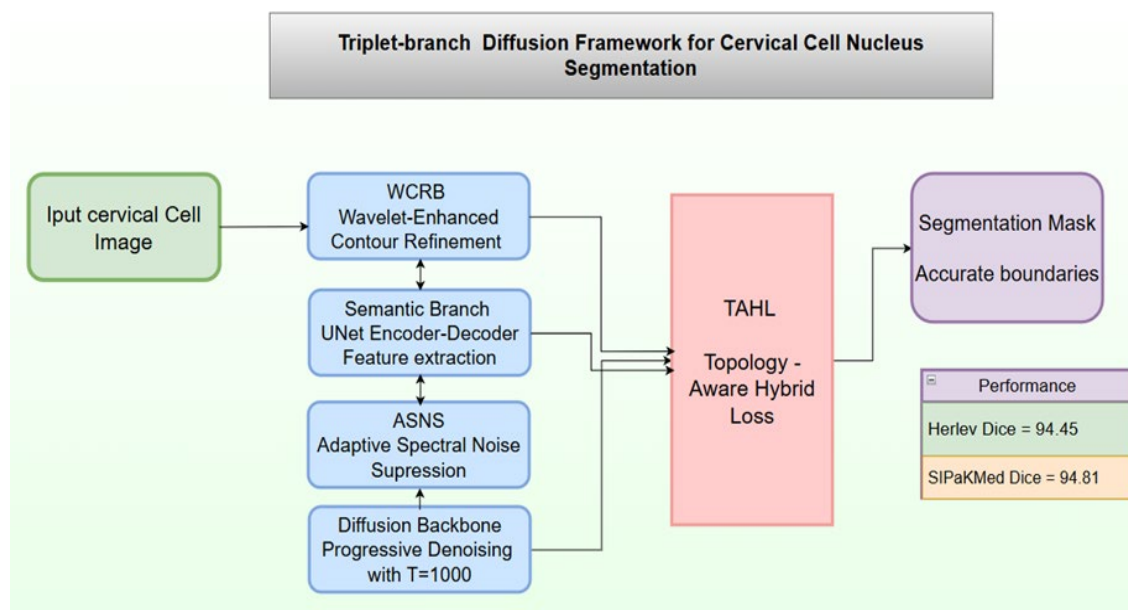 Triplet-branch Diffusion Framework for Cervical Cell Nucleus
Segmentation
Iput cervical Cell
Image
WCRB
Wavelet-Enhanced
Contour Refinement
Semantic Branch
UNet Encoder-Decoder
Feature extraction
ASNS
Adaptive Spectral Noise
Supression
Diffusion Backbone
Progressive Denoising
with T=1000
TAHL
Topology -
Aware Hybrid
Loss
Segmentation Mask
Accurate boundaries
Performance
Herlev Dice = 94.45
SIPaKMed Dice = 94.81